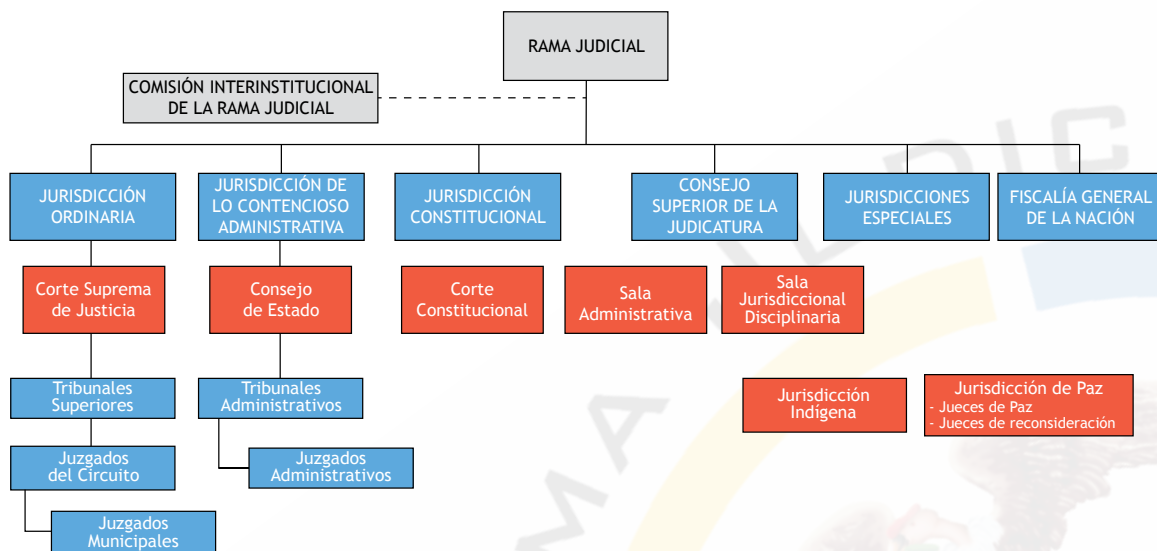 RAMA JUDICIAL
COMISIÓN INTERINSTITUCIONAL
DE LA RAMA JUDICIAL
JURISDICCIÓN
ORDINARIA
JURISDICCIÓN DE
LO CONTENCIOSO
ADMINISTRATIVA
JURISDICCIÓN
CONSTITUCIONAL
CONSEJO
SUPERIOR DE LA
JUDICATURA
JURISDICCIONES
ESPECIALES
FISCALÍA GENERAL
DE LA NACIÓN
Corte Suprema
de Justicia
Consejo
de Estado
Corte
Constitucional
Sala
Administrativa
Sala
Jurisdiccional
Disciplinaria
Tribunales
Superiores
Tribunales
Administrativos
Jurisdicción
Indígena
Jurisdicción de Paz
- Jueces de Paz
- Jueces de reconsideración
Juzgados
del Circuito
Juzgados
Administrativos
Juzgados
Municipales